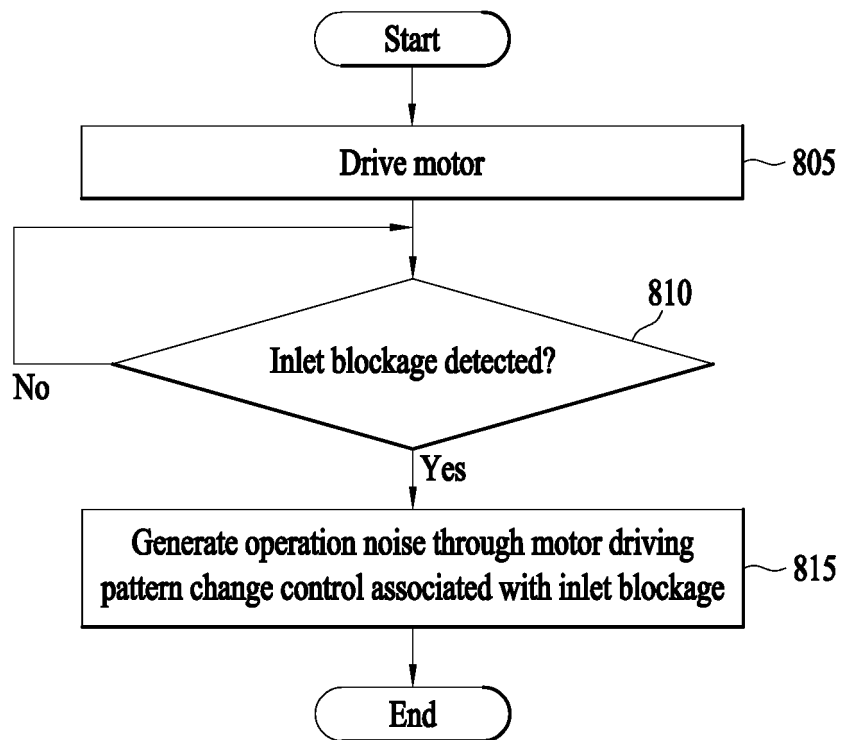 Start
Drive motor
805
810
Inlet blockage detected?
No
Yes
Generate operation noise through motor driving
pattern change control associated with inlet blockage
815
End